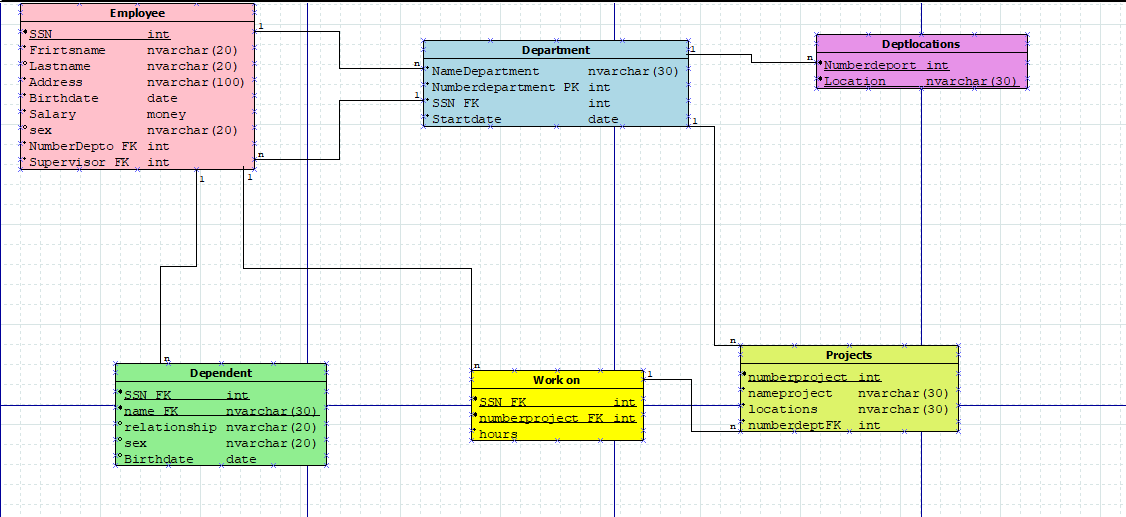 Employee
SSN int
Frirtsname nvarchar(20)
Lastname nvarchar(20)
Address nvarchar(100)
Birthdate date
Salary money
sex nvarchar(20)
NumberDepto FK int
Supervisor FK int
1
n
1
1
n
1
Department
NameDepartment nvarchar(30)
Numberdepartment PK int
SSN FK int
Startdate date
1
1
n
Deptlocations
Numberdeport int
Location nvarchar(30)
n
Dependent
SSN FK int
name FK nvarchar(30)
relationship nvarchar(20)
sex nvarchar(20)
Birthdate date
n
Work on
SSN FK int
numberproject FK int
hours
1
n
n
Projects
numberproject int
nameproject nvarchar(30)
locations nvarchar(30)
numberdeptFK int